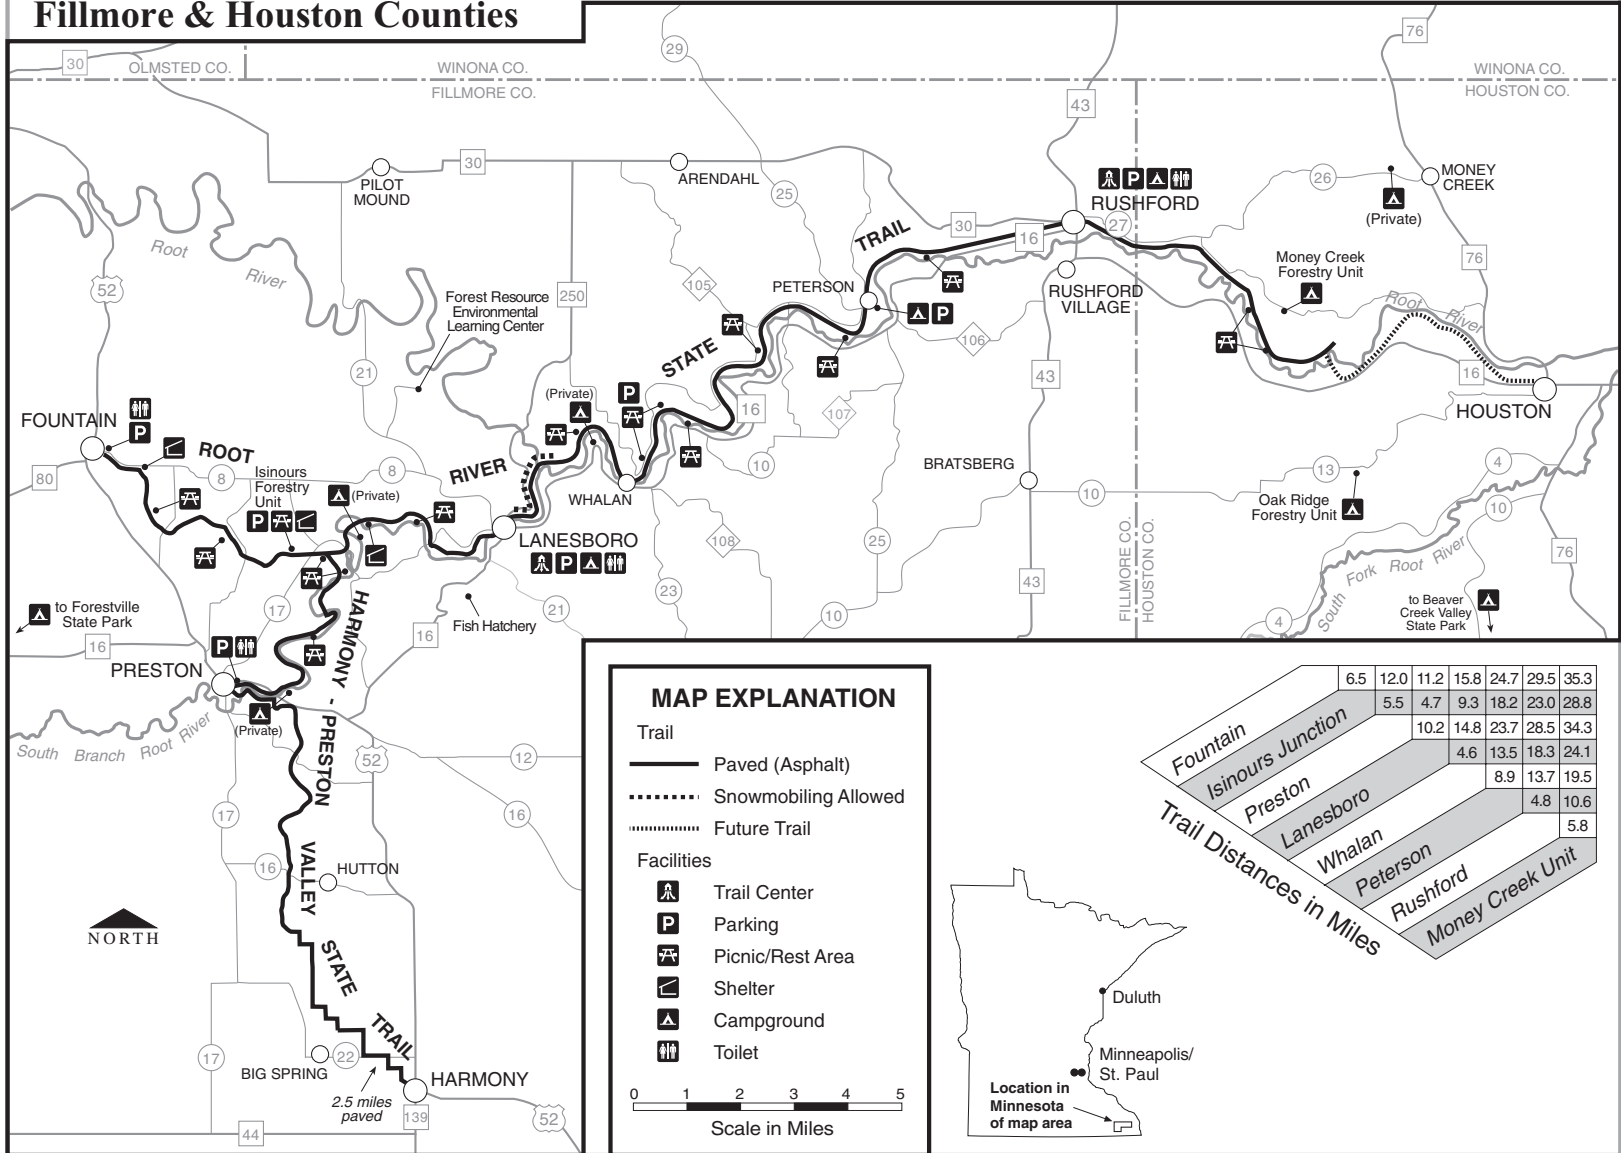 Fillmore & Houston Counties
30
OLMSTED CO.
WINONA CO.
FILLMORE CO.
29
43
76
WINONA CO.
HOUSTON CO.
PILOT
MOUND
30
ARENDAHL
25
P
RUSHFORD
26
(Private)
MONEY
CREEK
Root
River
52
Forest Resource
Environmental
Learning Center
250
105
PETERSON
TRAIL
30
16
27
P
RUSHFORD
VILLAGE
106
Money Creek
Forestry Unit
76
Root
River
16
HOUSTON
21
STATE
43
FOUNTAIN
P
(Private)
P
16
107
80
ROOT
8
8
Isinours
Forestry
Unit
P
(Private)
RIVER
WHALAN
10
BRATSBERG
10
13
Oak Ridge
Forestry Unit
4
10
LANESBORO
P
108
25
FILLMORE CO.
HOUSTON CO.
76
43
South Fork Root River
to Forestville
State Park
17
Fish Hatchery
21
23
10
4
to Beaver
Creek Valley
State Park
16
16
P
PRESTON
(Private)
South Branch Root River
HARMONY - PRESTON
52
12
17
16
VALLEY
16
HUTTON
NORTH
STATE
TRAIL
17
BIG SPRING
22
HARMONY
2.5 miles
paved
139
52
44
MAP EXPLANATION
Trail
Paved (Asphalt)
Snowmobiling Allowed
Future Trail
Facilities
Trail Center
P Parking
Picnic/Rest Area
Shelter
Campground
Toilet
0 1 2 3 4 5
Scale in Miles
Fountain 6.5 12.0 11.2 15.8 24.7 29.5 35.3
Isinours Junction 5.5 4.7 9.3 18.2 23.0 28.8
Preston 10.2 14.8 23.7 28.5 34.3
Lanesboro 4.6 13.5 18.3 24.1
Whalan 8.9 13.7 19.5
Peterson 4.8 10.6
Rushford 5.8
Money Creek Unit
Trail Distances in Miles
Duluth
Minneapolis/
St. Paul
Location in
Minnesota
of map area